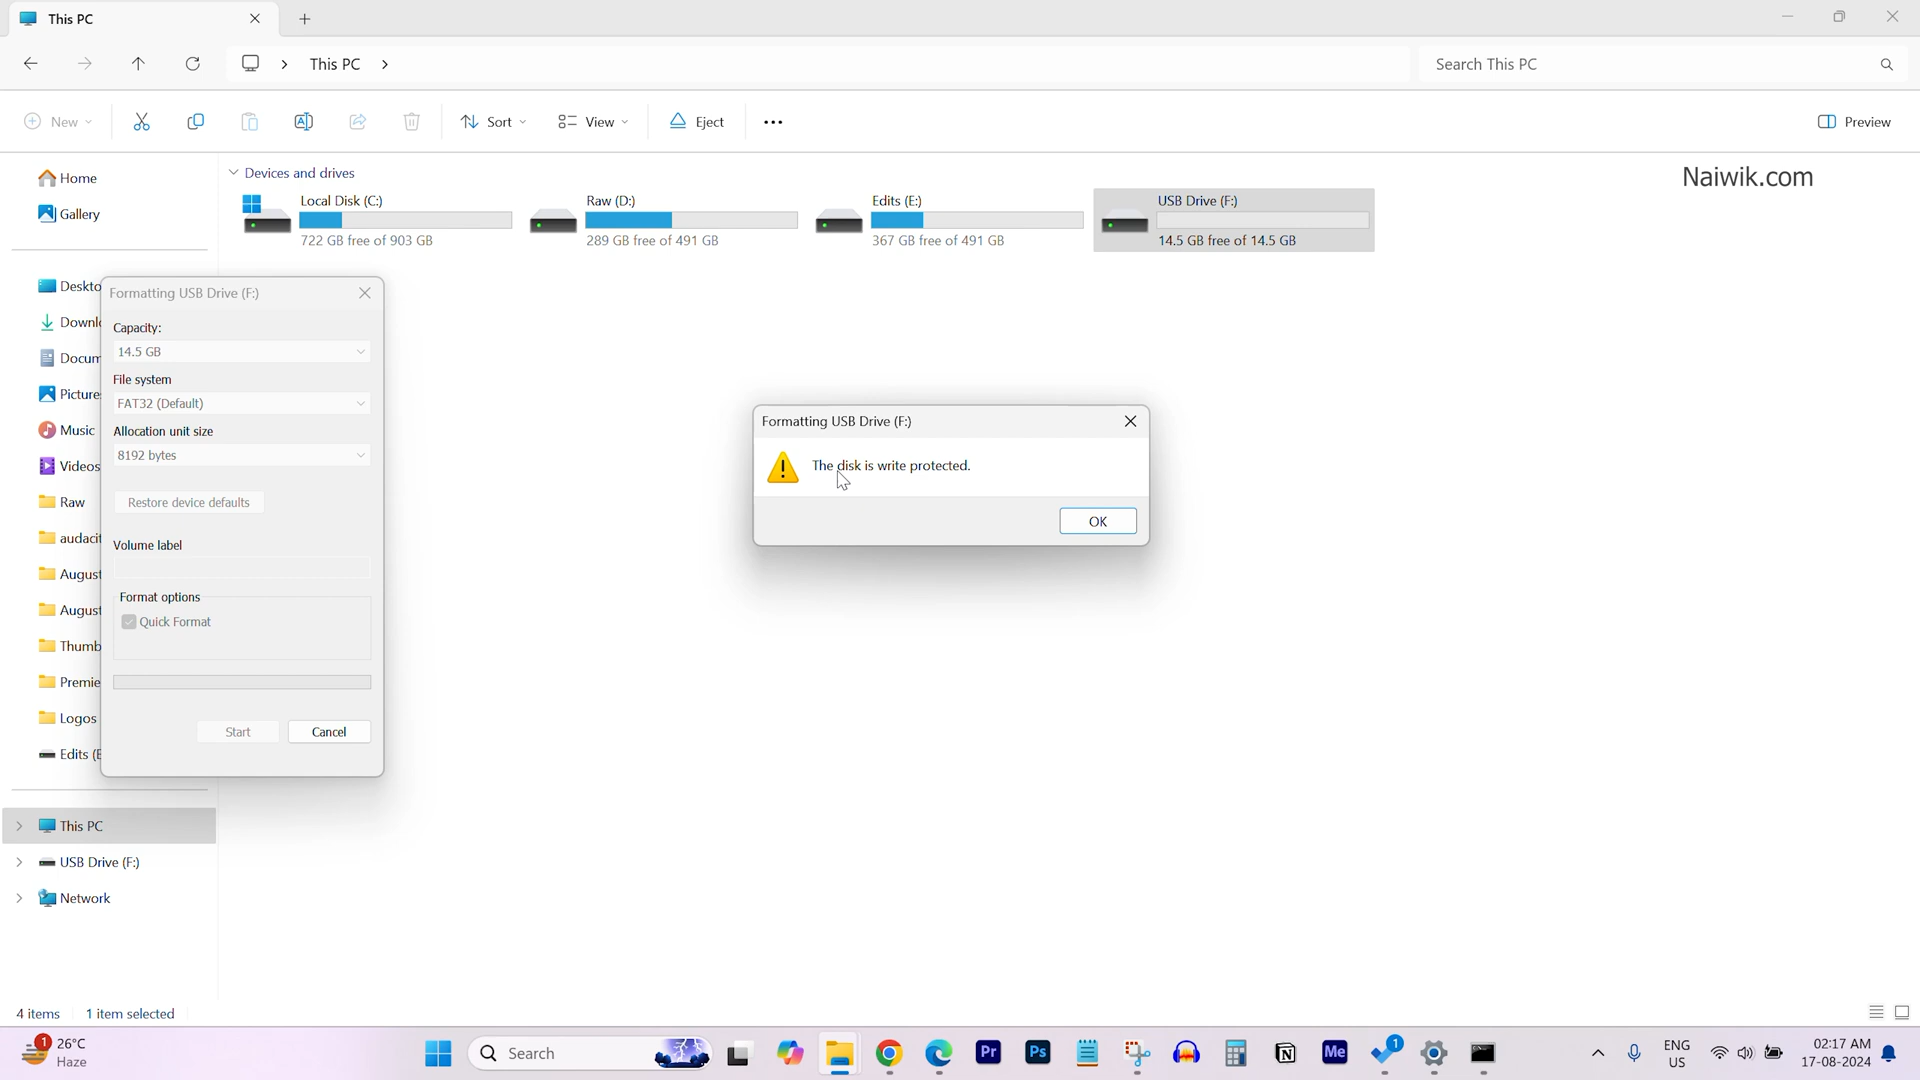 This PC
This PC
Search This PC
New
Sort
View
Eject
Preview
Home
Gallery
Devices and drives
Naiwik.com
Local Disk (C:)
722 GB free of 903 GB
Raw (D:)
289 GB free of 491 GB
Edits (E:)
367 GB free of 491 GB
USB Drive (F:)
14.5 GB free of 14.5 GB
Deskto
Downl
Docum
Picture
Music
Videos
Raw
audacit
August
August
Thumb
Premie
Logos
Edits (E
This PC
USB Drive (F:)
Network
Formatting USB Drive (F:)
Capacity:
14.5 GB
File system
FAT32 (Default)
Allocation unit size
8192 bytes
Restore device defaults
Volume label
Format options
Quick Format
Start
Cancel
Formatting USB Drive (F:)
The disk is write protected.
OK
4 items
1 item selected
1
26°C
Haze
Search
Pr
Ps
Me
1
ENG
US
02:17 AM
17-08-2024